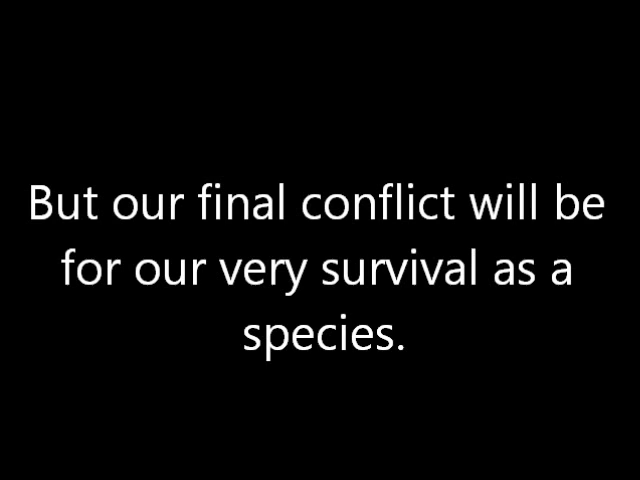 But our final conflict will be
for our very survival as a
species.